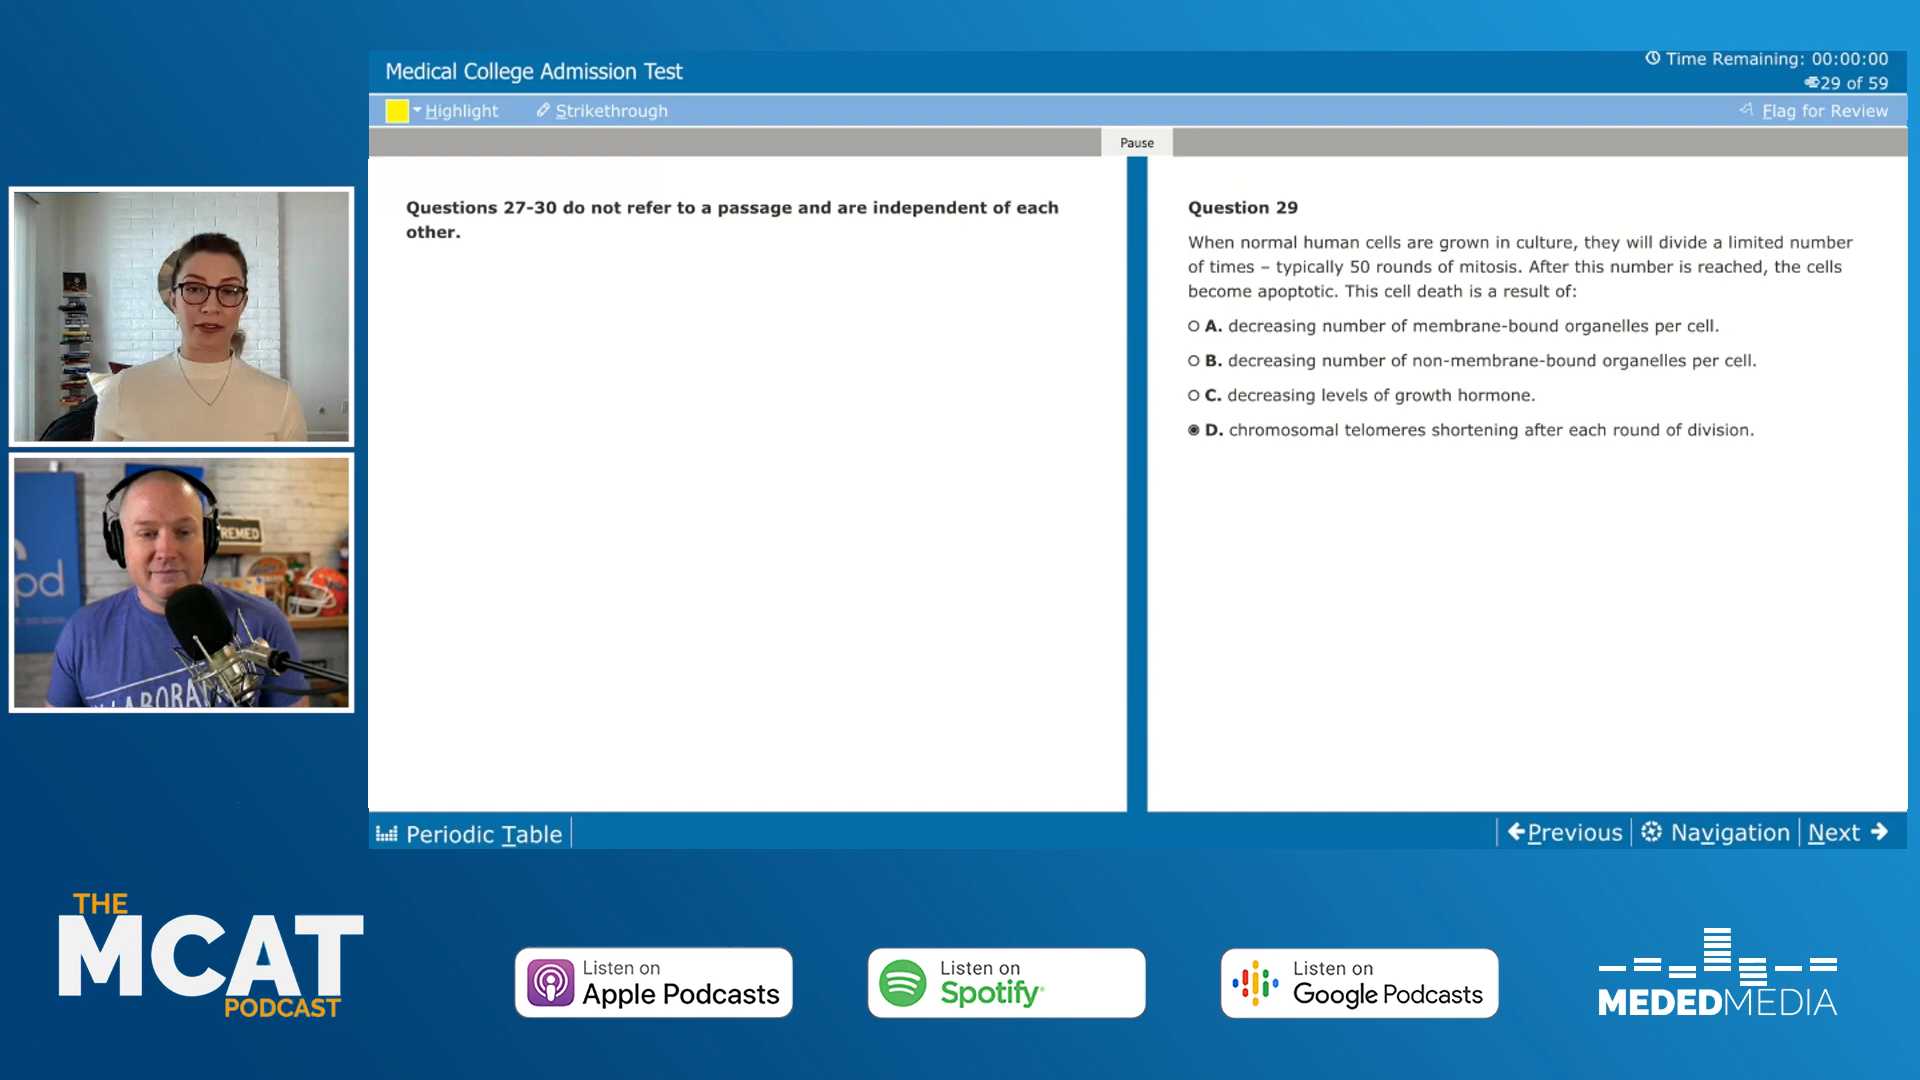 Medical College Admission Test
Time Remaining: 00:00:00
29 of 59
Highlight
Strikethrough
Flag for Review
Pause
Questions 27-30 do not refer to a passage and are independent of each
other.
Question 29
When normal human cells are grown in culture, they will divide a limited number
of times – typically 50 rounds of mitosis. After this number is reached, the cells
become apoptotic. This cell death is a result of:
A. decreasing number of membrane-bound organelles per cell.
B. decreasing number of non-membrane-bound organelles per cell.
C. decreasing levels of growth hormone.
D. chromosomal telomeres shortening after each round of division.
REMED
pd
Periodic Table
Previous
Navigation
Next
THE
MCAT
PODCAST
Listen on
Apple Podcasts
Listen on
Spotify
Listen on
Google Podcasts
MEDEDMEDIA